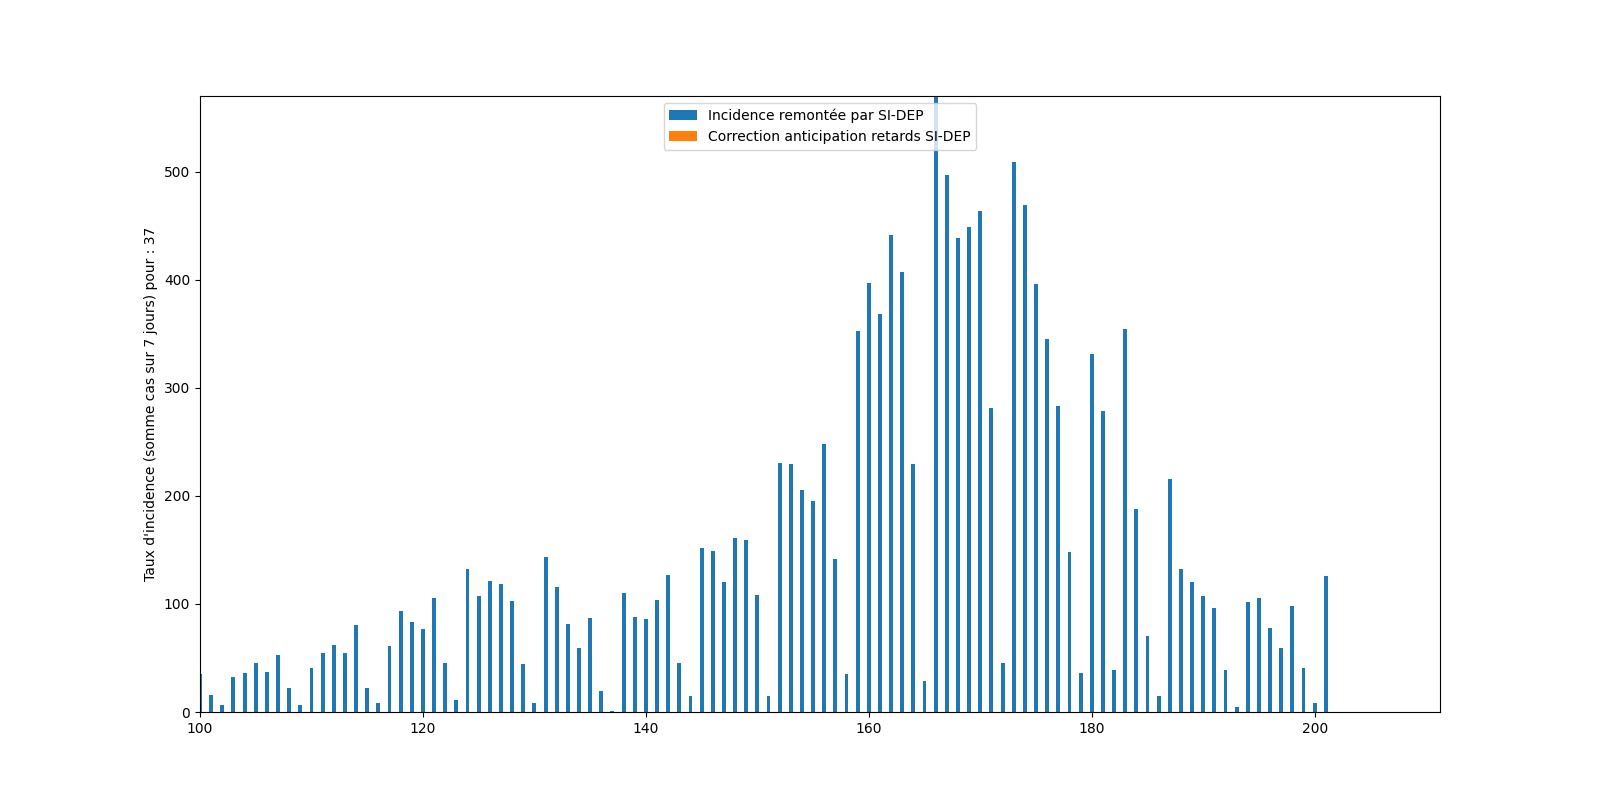 Incidence remontée par SI-DEP
Correction anticipation retards SI-DEP
Taux d'incidence (somme cas sur 7 jours) pour : 37
500
400
300
200
100
0
100 120 140 160 180 200